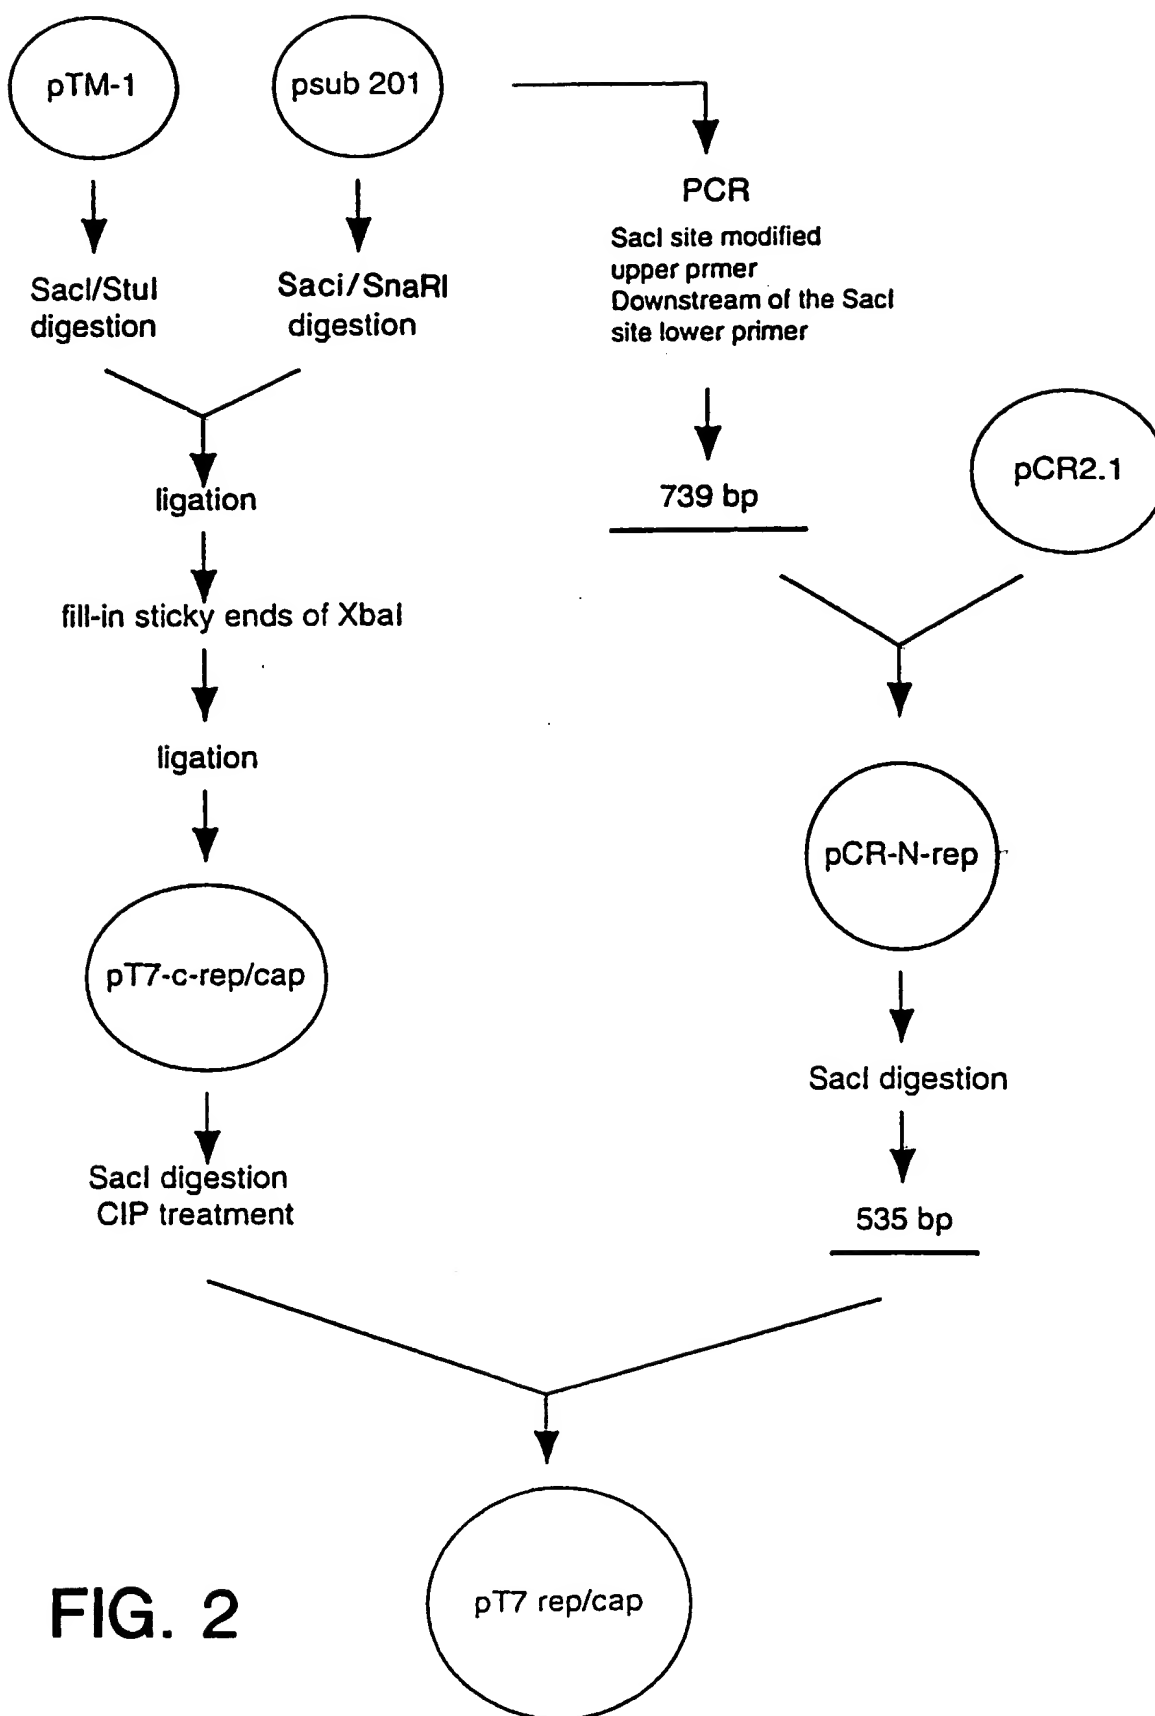 pTM-1
psub 201
PCR
SacI site modified
upper prmer
Downstream of the SacI
site lower primer
SacI/StuI
digestion
Saci/SnaRI
digestion
ligation
739 bp
pCR2.1
fill-in sticky ends of XbaI
ligation
pCR-N-rep
pT7-c-rep/cap
SacI digestion
SacI digestion
CIP treatment
535 bp
pT7 rep/cap
FIG. 2